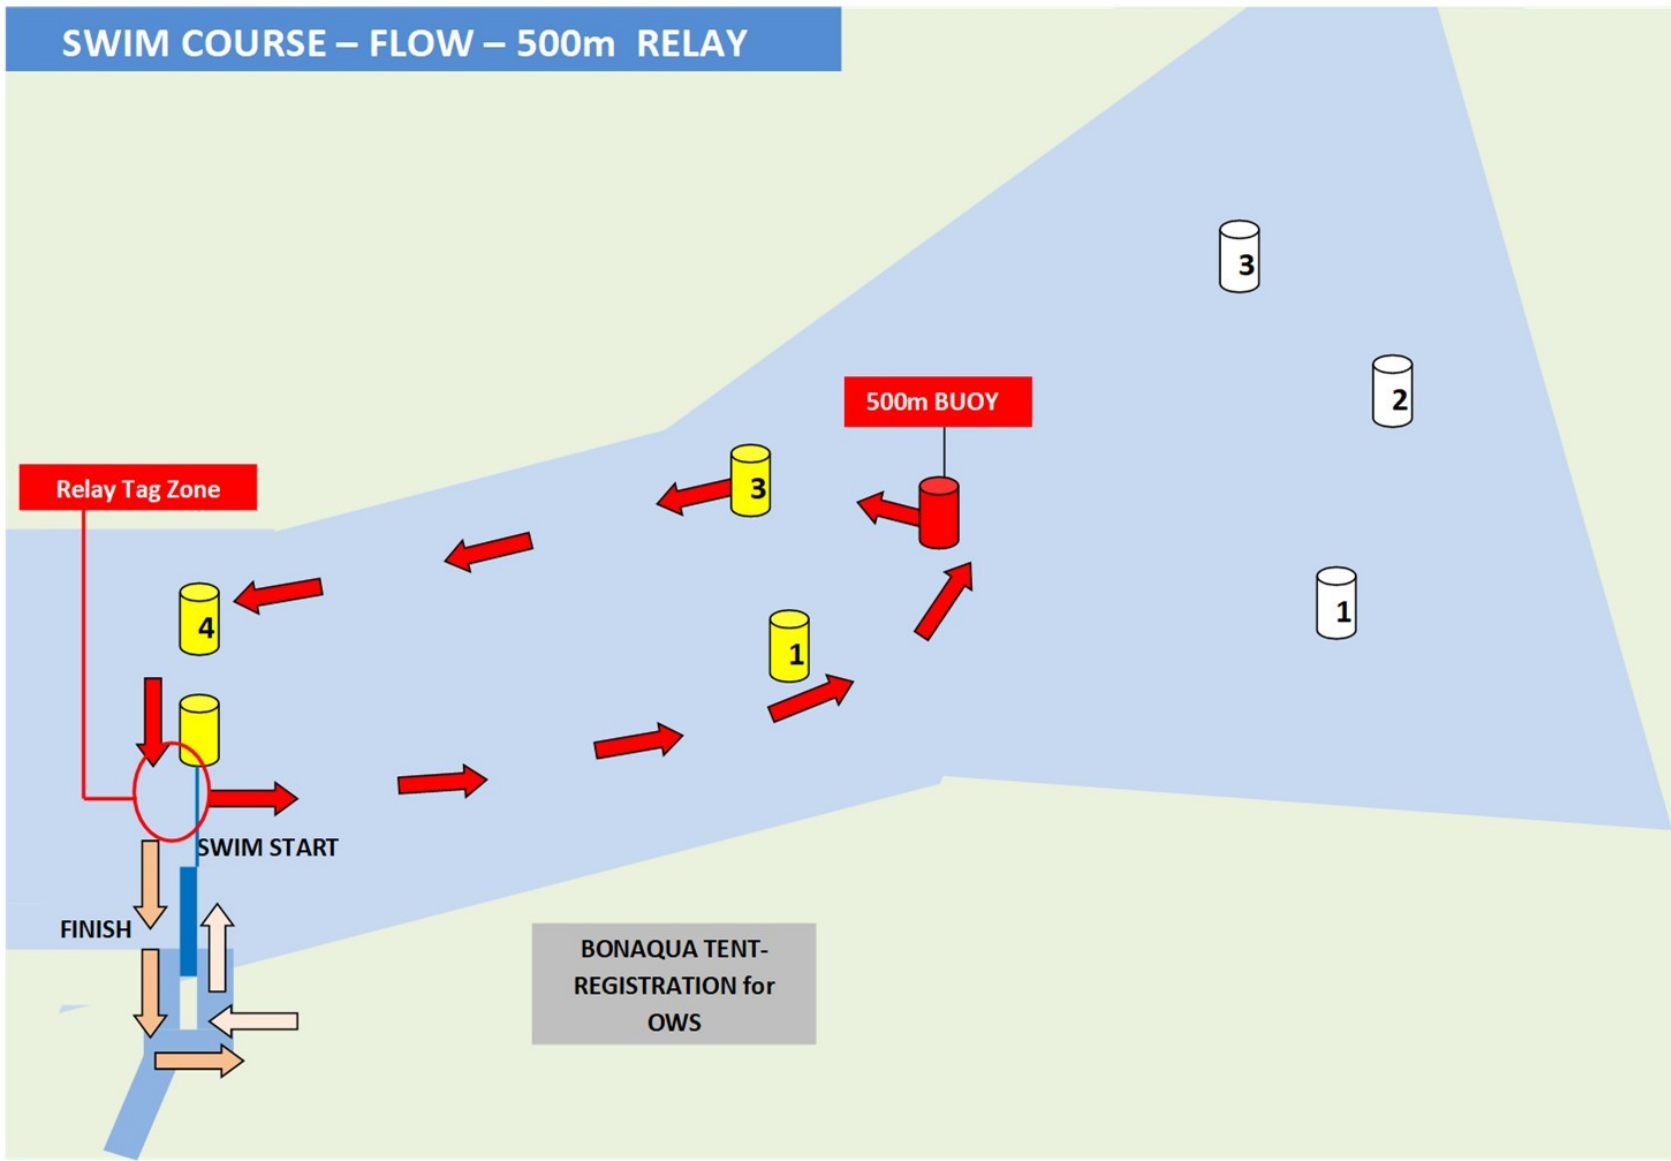 SWIM COURSE – FLOW – 500m RELAY
3
2
500m BUOY
3
Relay Tag Zone
1
4
1
SWIM START
FINISH
BONAQUA TENT-
REGISTRATION for
OWS